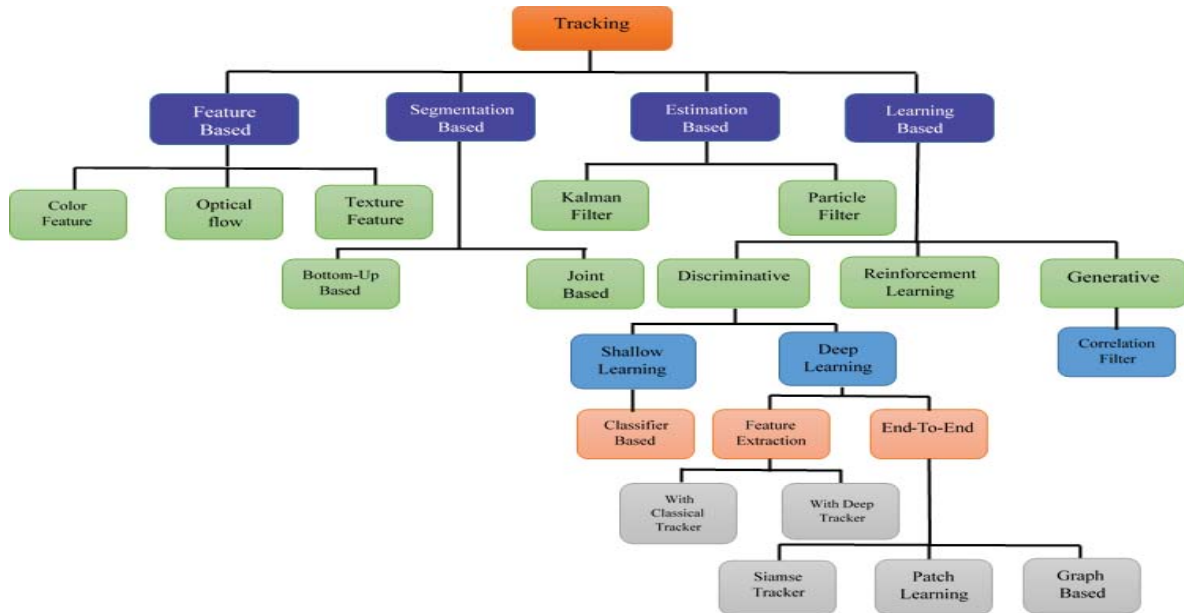 Tracking
Feature
Based
Segmentation
Based
Estimation
Based
Learning
Based
Color
Feature
Optical
flow
Texture
Feature
Kalman
Filter
Particle
Filter
Bottom-Up
Based
Joint
Based
Discriminative
Reinforcement
Learning
Generative
Shallow
Learning
Deep
Learning
Correlation
Filter
Classifier
Based
Feature
Extraction
End-To-End
With
Classical
Tracker
With Deep
Tracker
Siamse
Tracker
Patch
Learning
Graph
Based